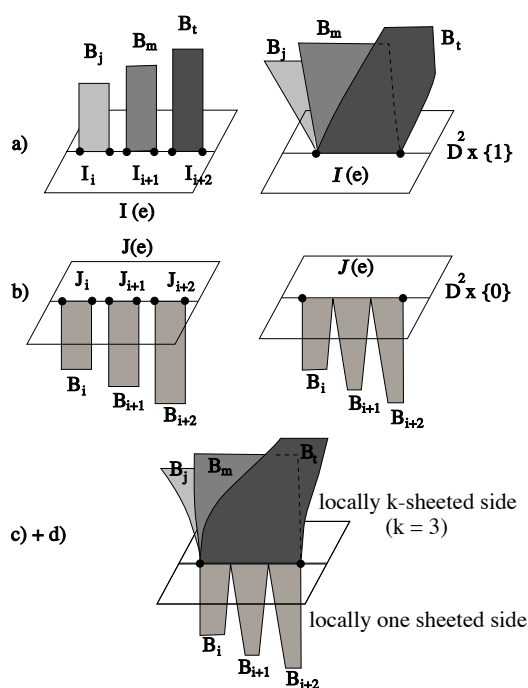 a)
B_j
B_m
B_t
I_i
I_{i+1}
I_{i+2}
I (e)
B_j
B_m
B_t
I (e)
D^2 x {1}
b)
J(e)
J_i
J_{i+1}
J_{i+2}
B_i
B_{i+1}
B_{i+2}
J (e)
D^2 x {0}
B_i
B_{i+1}
B_{i+2}
c) + d)
B_j
B_m
B_t
locally k-sheeted side
(k = 3)
locally one sheeted side
B_i
B_{i+1}
B_{i+2}